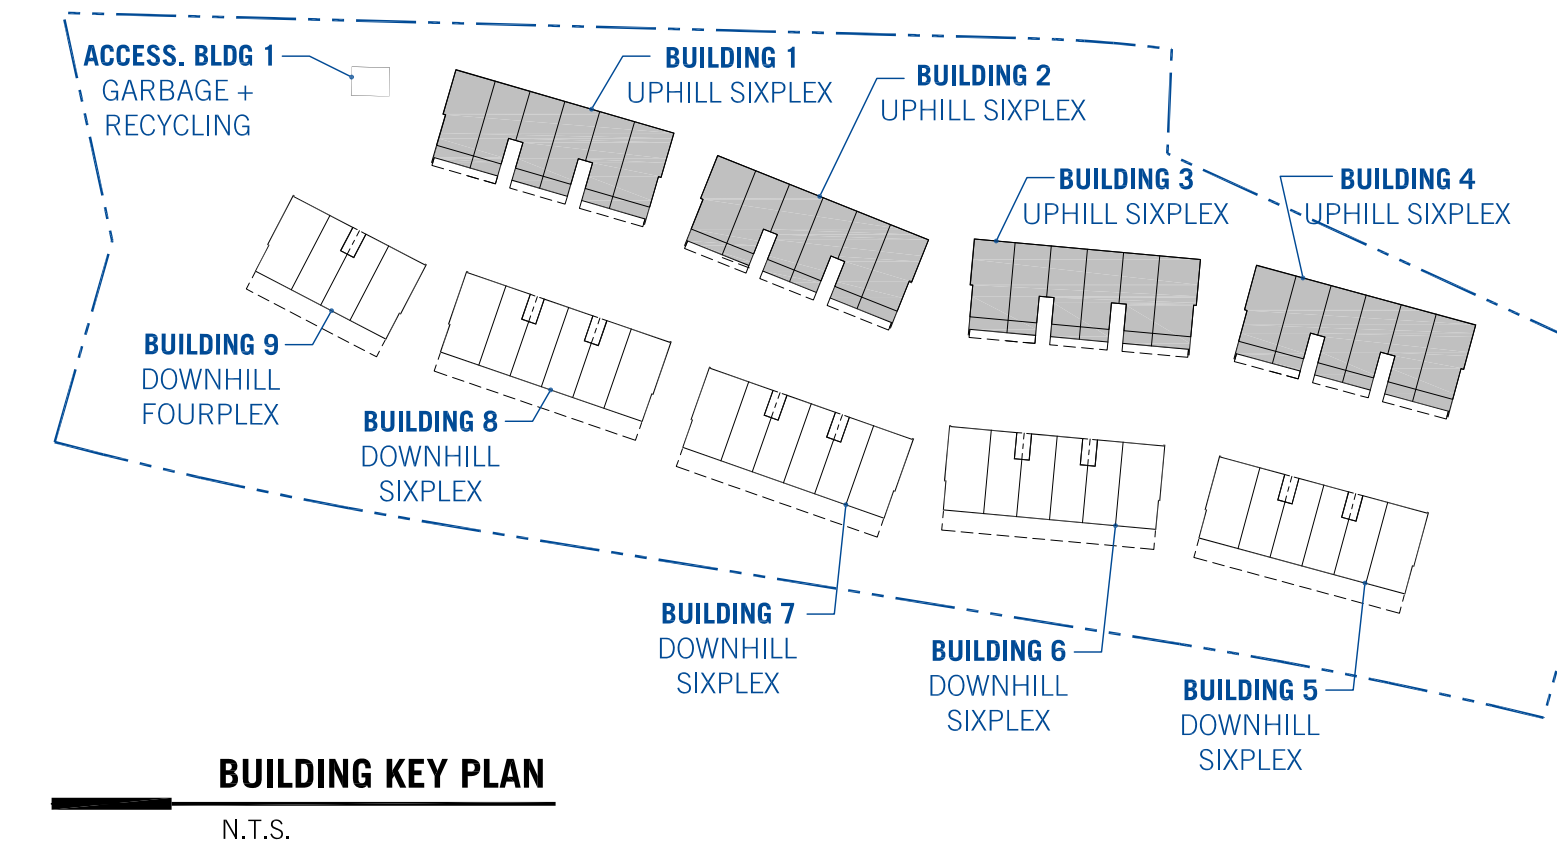 ACCESS. BLDG 1
GARBAGE +
RECYCLING
BUILDING 1
UPHILL SIXPLEX
BUILDING 2
UPHILL SIXPLEX
BUILDING 3
UPHILL SIXPLEX
BUILDING 4
UPHILL SIXPLEX
BUILDING 9
DOWNHILL
FOURPLEX
BUILDING 8
DOWNHILL
SIXPLEX
BUILDING 7
DOWNHILL
SIXPLEX
BUILDING 6
DOWNHILL
SIXPLEX
BUILDING 5
DOWNHILL
SIXPLEX
BUILDING KEY PLAN
N.T.S.